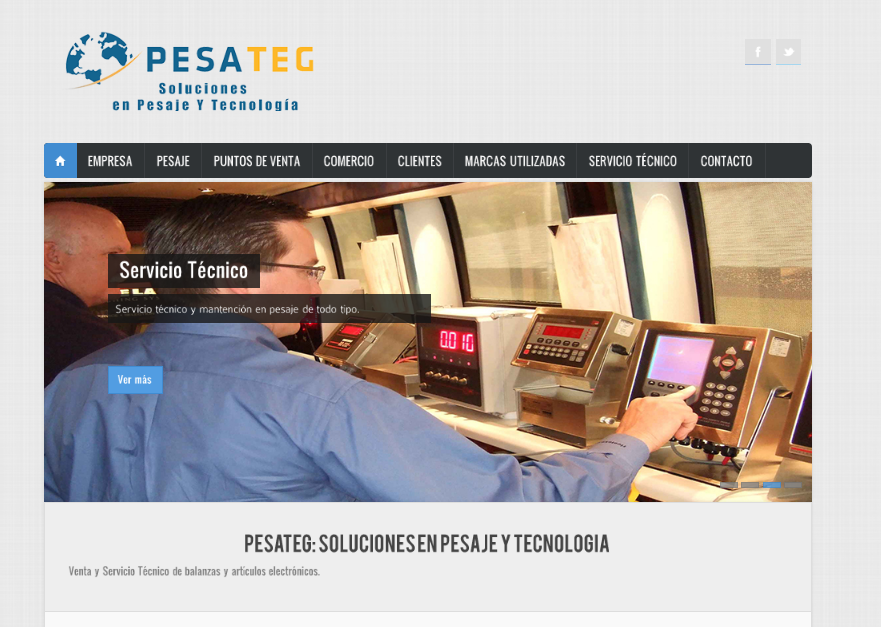 PESATEG
Soluciones
en Pesaje Y Tecnología
f
EMPRESA PESAJE PUNTOS DE VENTA COMERCIO CLIENTES MARCAS UTILIZADAS SERVICIO TÉCNICO CONTACTO
Servicio Técnico
Servicio técnico y mantención en pesaje de todo tipo.
0.010
Ver más
PESATEG: SOLUCIONES EN PESAJE Y TECNOLOGIA
Venta y Servicio Técnico de balanzas y artículos electrónicos.